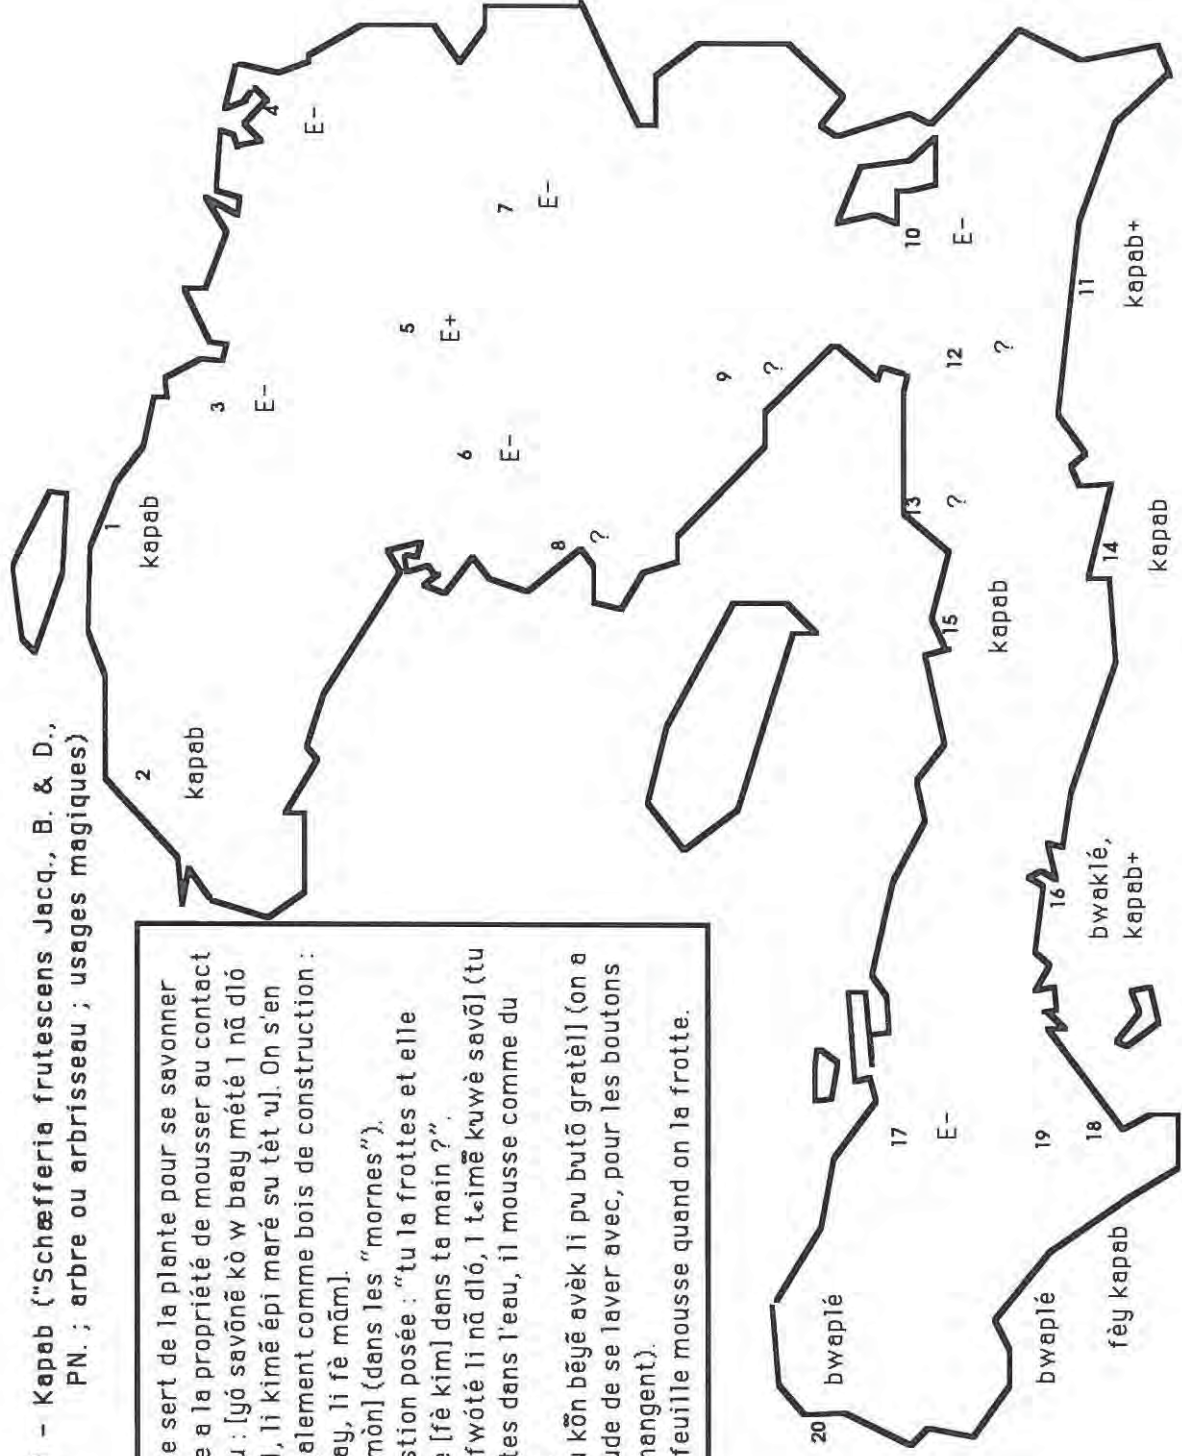 - Kapab ("Schæfferia frutescens Jacq., B. & D.,
PN. ; arbre ou arbrisseau ; usages magiques)
e sert de la plante pour se savonner
e a la propriété de mousser au contact
u : [yó savõnẽ kò w baay mété l nã dló
l, li kimẽ épi maré su tèt u]. On s'en
alement comme bois de construction :
ay, li fè mãm].
mòn] (dans les "mornes").
stion posée : "tu la frottes et elle
e [fè kim] dans ta main ?".
fwóté li nã dló, l tcimẽ kuwè savõ] (tu
tes dans l'eau, il mousse comme du
u kõn bẽyẽ avèk li pu butõ gratèl] (on a
ude de se laver avec, pour les boutons
nangent).
feuille mousse quand on la frotte.
1
kapab
2
kapab
3
E-
4
E-
5
E+
6
E-
7
E-
8
?
9
?
10
E-
11
kapab+
12
?
13
?
14
kapab
15
kapab
16
bwaklé,
kapab+
17
E-
18
fèy kapab
19
bwaplé
20
bwaplé